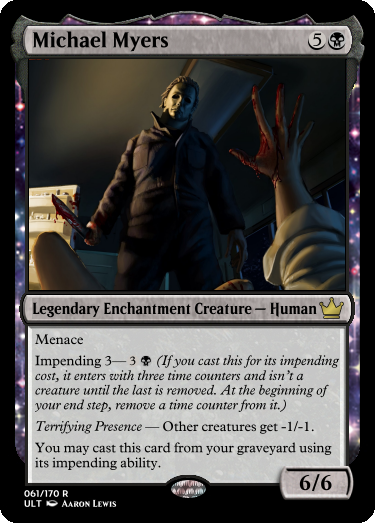 Michael Myers 5
Legendary Enchantment Creature — Human
Menace
Impending 3— 3 (If you cast this for its impending
cost, it enters with three time counters and isn't a
creature until the last is removed. At the beginning of
your end step, remove a time counter from it.)
Terrifying Presence — Other creatures get -1/-1.
You may cast this card from your graveyard using
its impending ability.
6/6
061/170 R
ULT Aaron Lewis